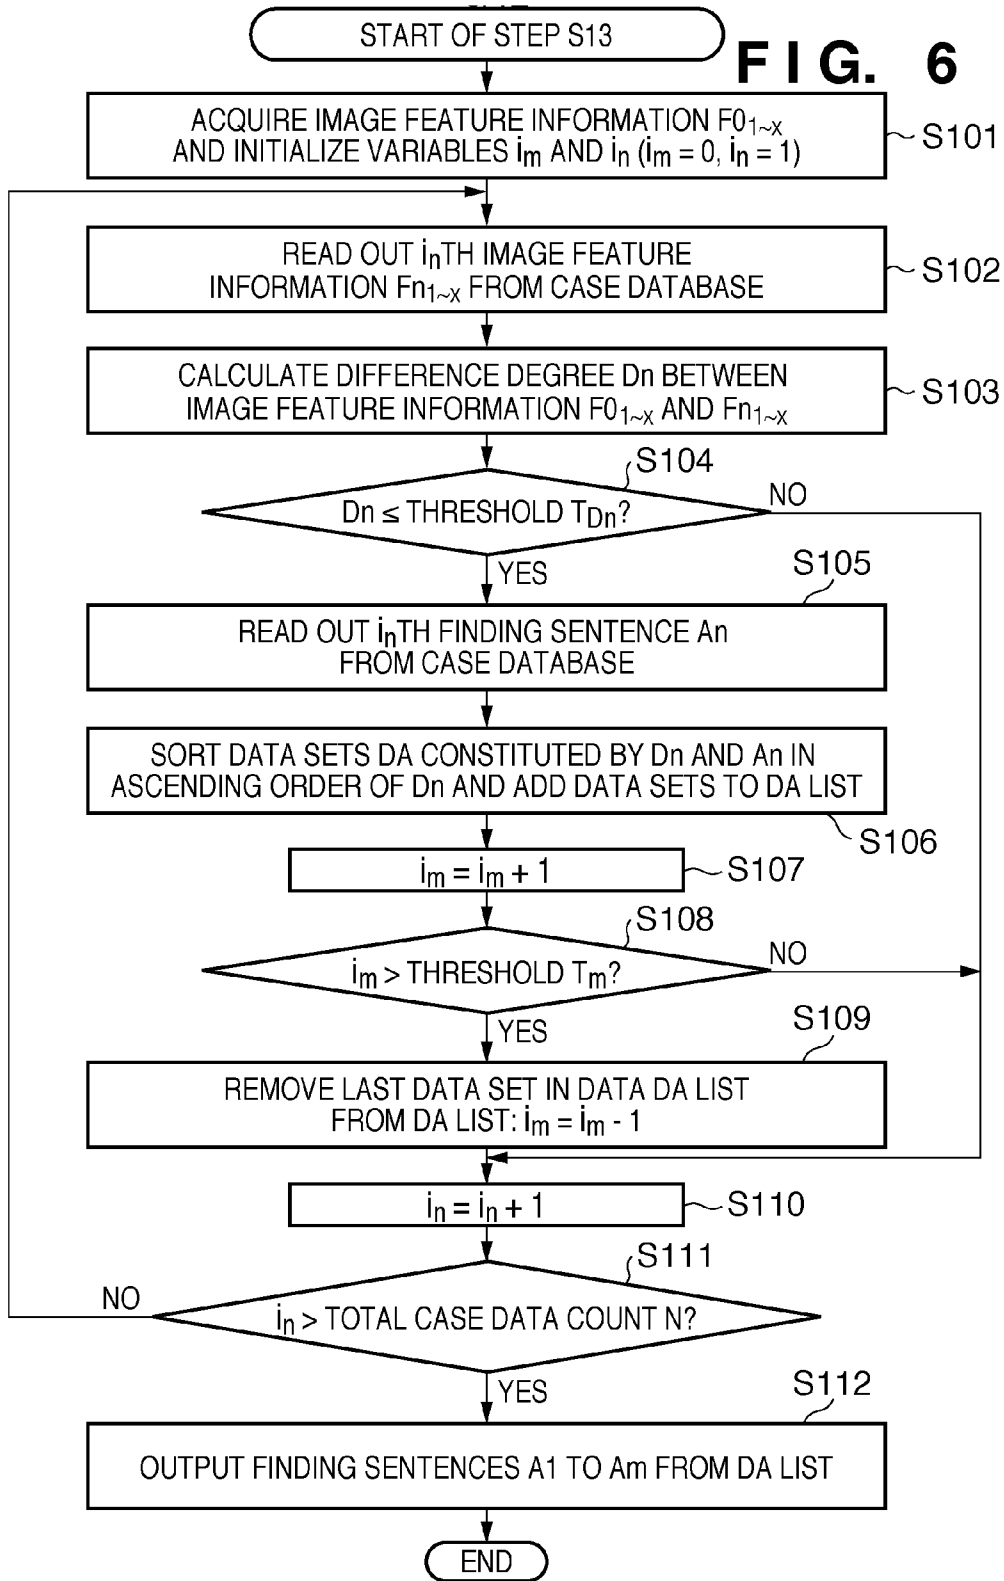 START OF STEP S13
FIG. 6
ACQUIRE IMAGE FEATURE INFORMATION F0₁~ₓ
AND INITIALIZE VARIABLES iₘ and iₙ (iₘ = 0, iₙ = 1)
S101
READ OUT iₙTH IMAGE FEATURE
INFORMATION Fn₁~ₓ FROM CASE DATABASE
S102
CALCULATE DIFFERENCE DEGREE Dn BETWEEN
IMAGE FEATURE INFORMATION F0₁~ₓ AND Fn₁~ₓ
S103
S104
Dn ≤ THRESHOLD T_Dn?
NO
YES
S105
READ OUT iₙTH FINDING SENTENCE An
FROM CASE DATABASE
SORT DATA SETS DA CONSTITUTED BY Dn AND An IN
ASCENDING ORDER OF Dn AND ADD DATA SETS TO DA LIST
S106
iₘ = iₘ + 1
S107
S108
iₘ > THRESHOLD Tₘ?
NO
YES
S109
REMOVE LAST DATA SET IN DATA DA LIST
FROM DA LIST: iₘ = iₘ - 1
iₙ = iₙ + 1
S110
S111
NO
iₙ > TOTAL CASE DATA COUNT N?
YES
S112
OUTPUT FINDING SENTENCES A1 TO Am FROM DA LIST
END